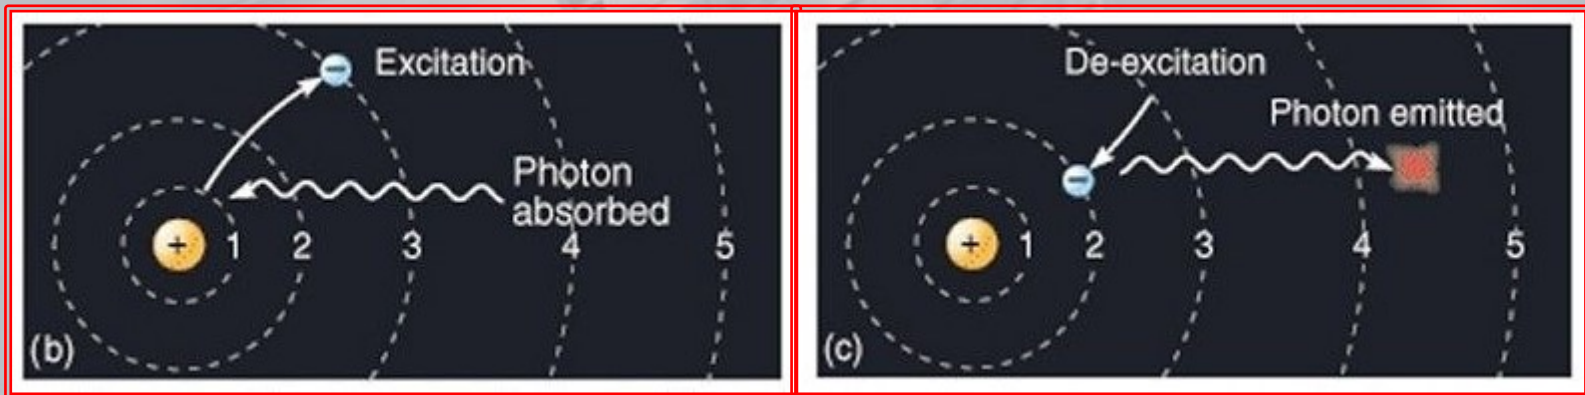 Excitation
Photon
absorbed
+ 1 2 3 4 5
(b)
De-excitation
Photon emitted
+ 1 2 3 4 5
(c)